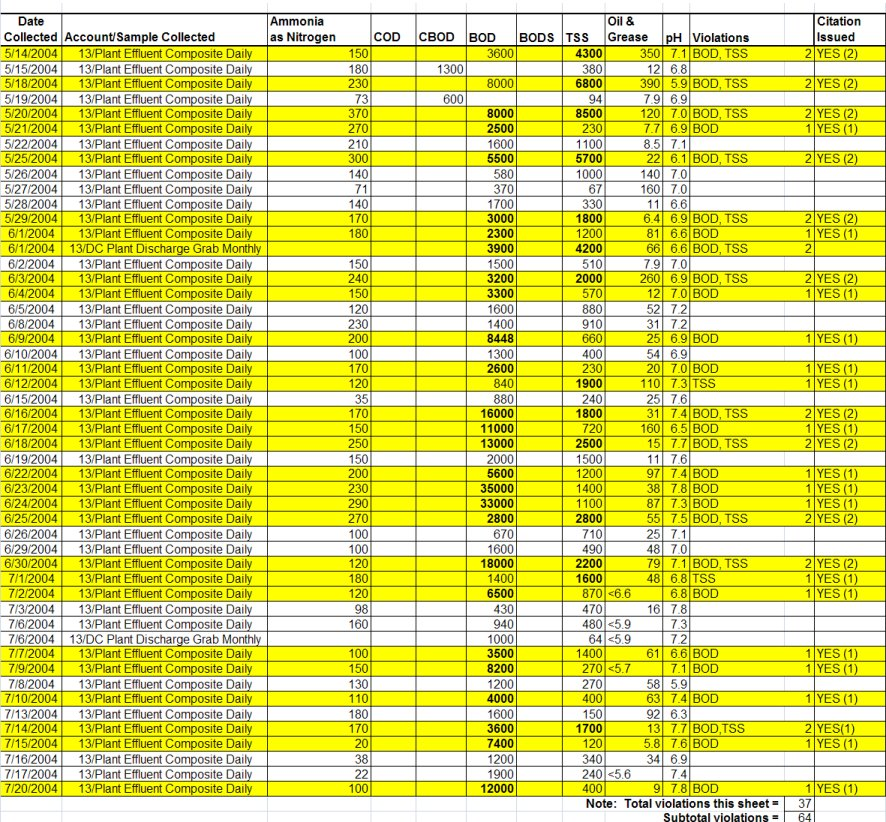 Date Collected Account/Sample Collected Ammonia as Nitrogen COD CBOD BOD BODS TSS Oil & Grease pH Violations Citation Issued
5/14/2004 13/Plant Effluent Composite Daily 150 3600 4300 350 7.1 BOD, TSS 2 YES (2)
5/15/2004 13/Plant Effluent Composite Daily 180 1300 380 12 6.8
5/18/2004 13/Plant Effluent Composite Daily 230 8000 6800 390 5.9 BOD, TSS 2 YES (2)
5/19/2004 13/Plant Effluent Composite Daily 73 600 94 7.9 6.9
5/20/2004 13/Plant Effluent Composite Daily 370 8000 8500 120 7.0 BOD, TSS 2 YES (2)
5/21/2004 13/Plant Effluent Composite Daily 270 2500 230 7.7 6.9 BOD 1 YES (1)
5/22/2004 13/Plant Effluent Composite Daily 210 1600 1100 8.5 7.1
5/25/2004 13/Plant Effluent Composite Daily 300 5500 5700 22 6.1 BOD, TSS 2 YES (2)
5/26/2004 13/Plant Effluent Composite Daily 140 580 1000 140 7.0
5/27/2004 13/Plant Effluent Composite Daily 71 370 67 160 7.0
5/28/2004 13/Plant Effluent Composite Daily 140 1700 330 11 6.6
5/29/2004 13/Plant Effluent Composite Daily 170 3000 1800 6.4 6.9 BOD, TSS 2 YES (2)
6/1/2004 13/Plant Effluent Composite Daily 180 2300 1200 81 6.6 BOD 1 YES (1)
6/1/2004 13/DC Plant Discharge Grab Monthly 3900 4200 66 6.6 BOD, TSS 2
6/2/2004 13/Plant Effluent Composite Daily 150 1500 510 7.9 7.0
6/3/2004 13/Plant Effluent Composite Daily 240 3200 2000 260 6.9 BOD, TSS 2 YES (2)
6/4/2004 13/Plant Effluent Composite Daily 150 3300 570 12 7.0 BOD 1 YES (1)
6/5/2004 13/Plant Effluent Composite Daily 120 1600 880 52 7.2
6/8/2004 13/Plant Effluent Composite Daily 230 1400 910 31 7.2
6/9/2004 13/Plant Effluent Composite Daily 200 8448 660 25 6.9 BOD 1 YES (1)
6/10/2004 13/Plant Effluent Composite Daily 100 1300 400 54 6.9
6/11/2004 13/Plant Effluent Composite Daily 170 2600 230 20 7.0 BOD 1 YES (1)
6/12/2004 13/Plant Effluent Composite Daily 120 840 1900 110 7.3 TSS 1 YES (1)
6/15/2004 13/Plant Effluent Composite Daily 35 880 240 25 7.6
6/16/2004 13/Plant Effluent Composite Daily 170 16000 1800 31 7.4 BOD, TSS 2 YES (2)
6/17/2004 13/Plant Effluent Composite Daily 150 11000 720 160 6.5 BOD 1 YES (1)
6/18/2004 13/Plant Effluent Composite Daily 250 13000 2500 15 7.7 BOD, TSS 2 YES (2)
6/19/2004 13/Plant Effluent Composite Daily 150 2000 1500 11 7.6
6/22/2004 13/Plant Effluent Composite Daily 200 5600 1200 97 7.4 BOD 1 YES (1)
6/23/2004 13/Plant Effluent Composite Daily 230 35000 1400 38 7.8 BOD 1 YES (1)
6/24/2004 13/Plant Effluent Composite Daily 290 33000 1100 87 7.3 BOD 1 YES (1)
6/25/2004 13/Plant Effluent Composite Daily 270 2800 2800 55 7.5 BOD, TSS 2 YES (2)
6/26/2004 13/Plant Effluent Composite Daily 100 670 710 25 7.1
6/29/2004 13/Plant Effluent Composite Daily 100 1600 490 48 7.0
6/30/2004 13/Plant Effluent Composite Daily 120 18000 2200 79 7.1 BOD, TSS 2 YES (2)
7/1/2004 13/Plant Effluent Composite Daily 180 1400 1600 48 6.8 TSS 1 YES (1)
7/2/2004 13/Plant Effluent Composite Daily 120 6500 870 <6.6 6.8 BOD 1 YES (1)
7/3/2004 13/Plant Effluent Composite Daily 98 430 470 16 7.8
7/6/2004 13/Plant Effluent Composite Daily 160 940 480 <5.9 7.3
7/6/2004 13/DC Plant Discharge Grab Monthly 1000 64 <5.9 7.2
7/7/2004 13/Plant Effluent Composite Daily 100 3500 1400 61 6.6 BOD 1 YES (1)
7/9/2004 13/Plant Effluent Composite Daily 150 8200 270 <5.7 7.1 BOD 1 YES (1)
7/8/2004 13/Plant Effluent Composite Daily 130 1200 270 58 5.9
7/10/2004 13/Plant Effluent Composite Daily 110 4000 400 63 7.4 BOD 1 YES (1)
7/13/2004 13/Plant Effluent Composite Daily 180 1600 150 92 6.3
7/14/2004 13/Plant Effluent Composite Daily 170 3600 1700 13 7.7 BOD,TSS 2 YES(1)
7/15/2004 13/Plant Effluent Composite Daily 20 7400 120 5.8 7.6 BOD 1 YES (1)
7/16/2004 13/Plant Effluent Composite Daily 38 1200 340 34 6.9
7/17/2004 13/Plant Effluent Composite Daily 22 1900 240 <5.6 7.4
7/20/2004 13/Plant Effluent Composite Daily 100 12000 400 9 7.8 BOD 1 YES (1)
Note: Total violations this sheet = 37
Subtotal violations = 64